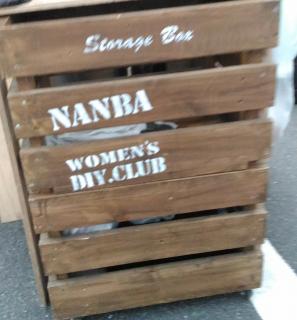 Storage Box
NANBA
WOMEN'S
DIY.CLUB